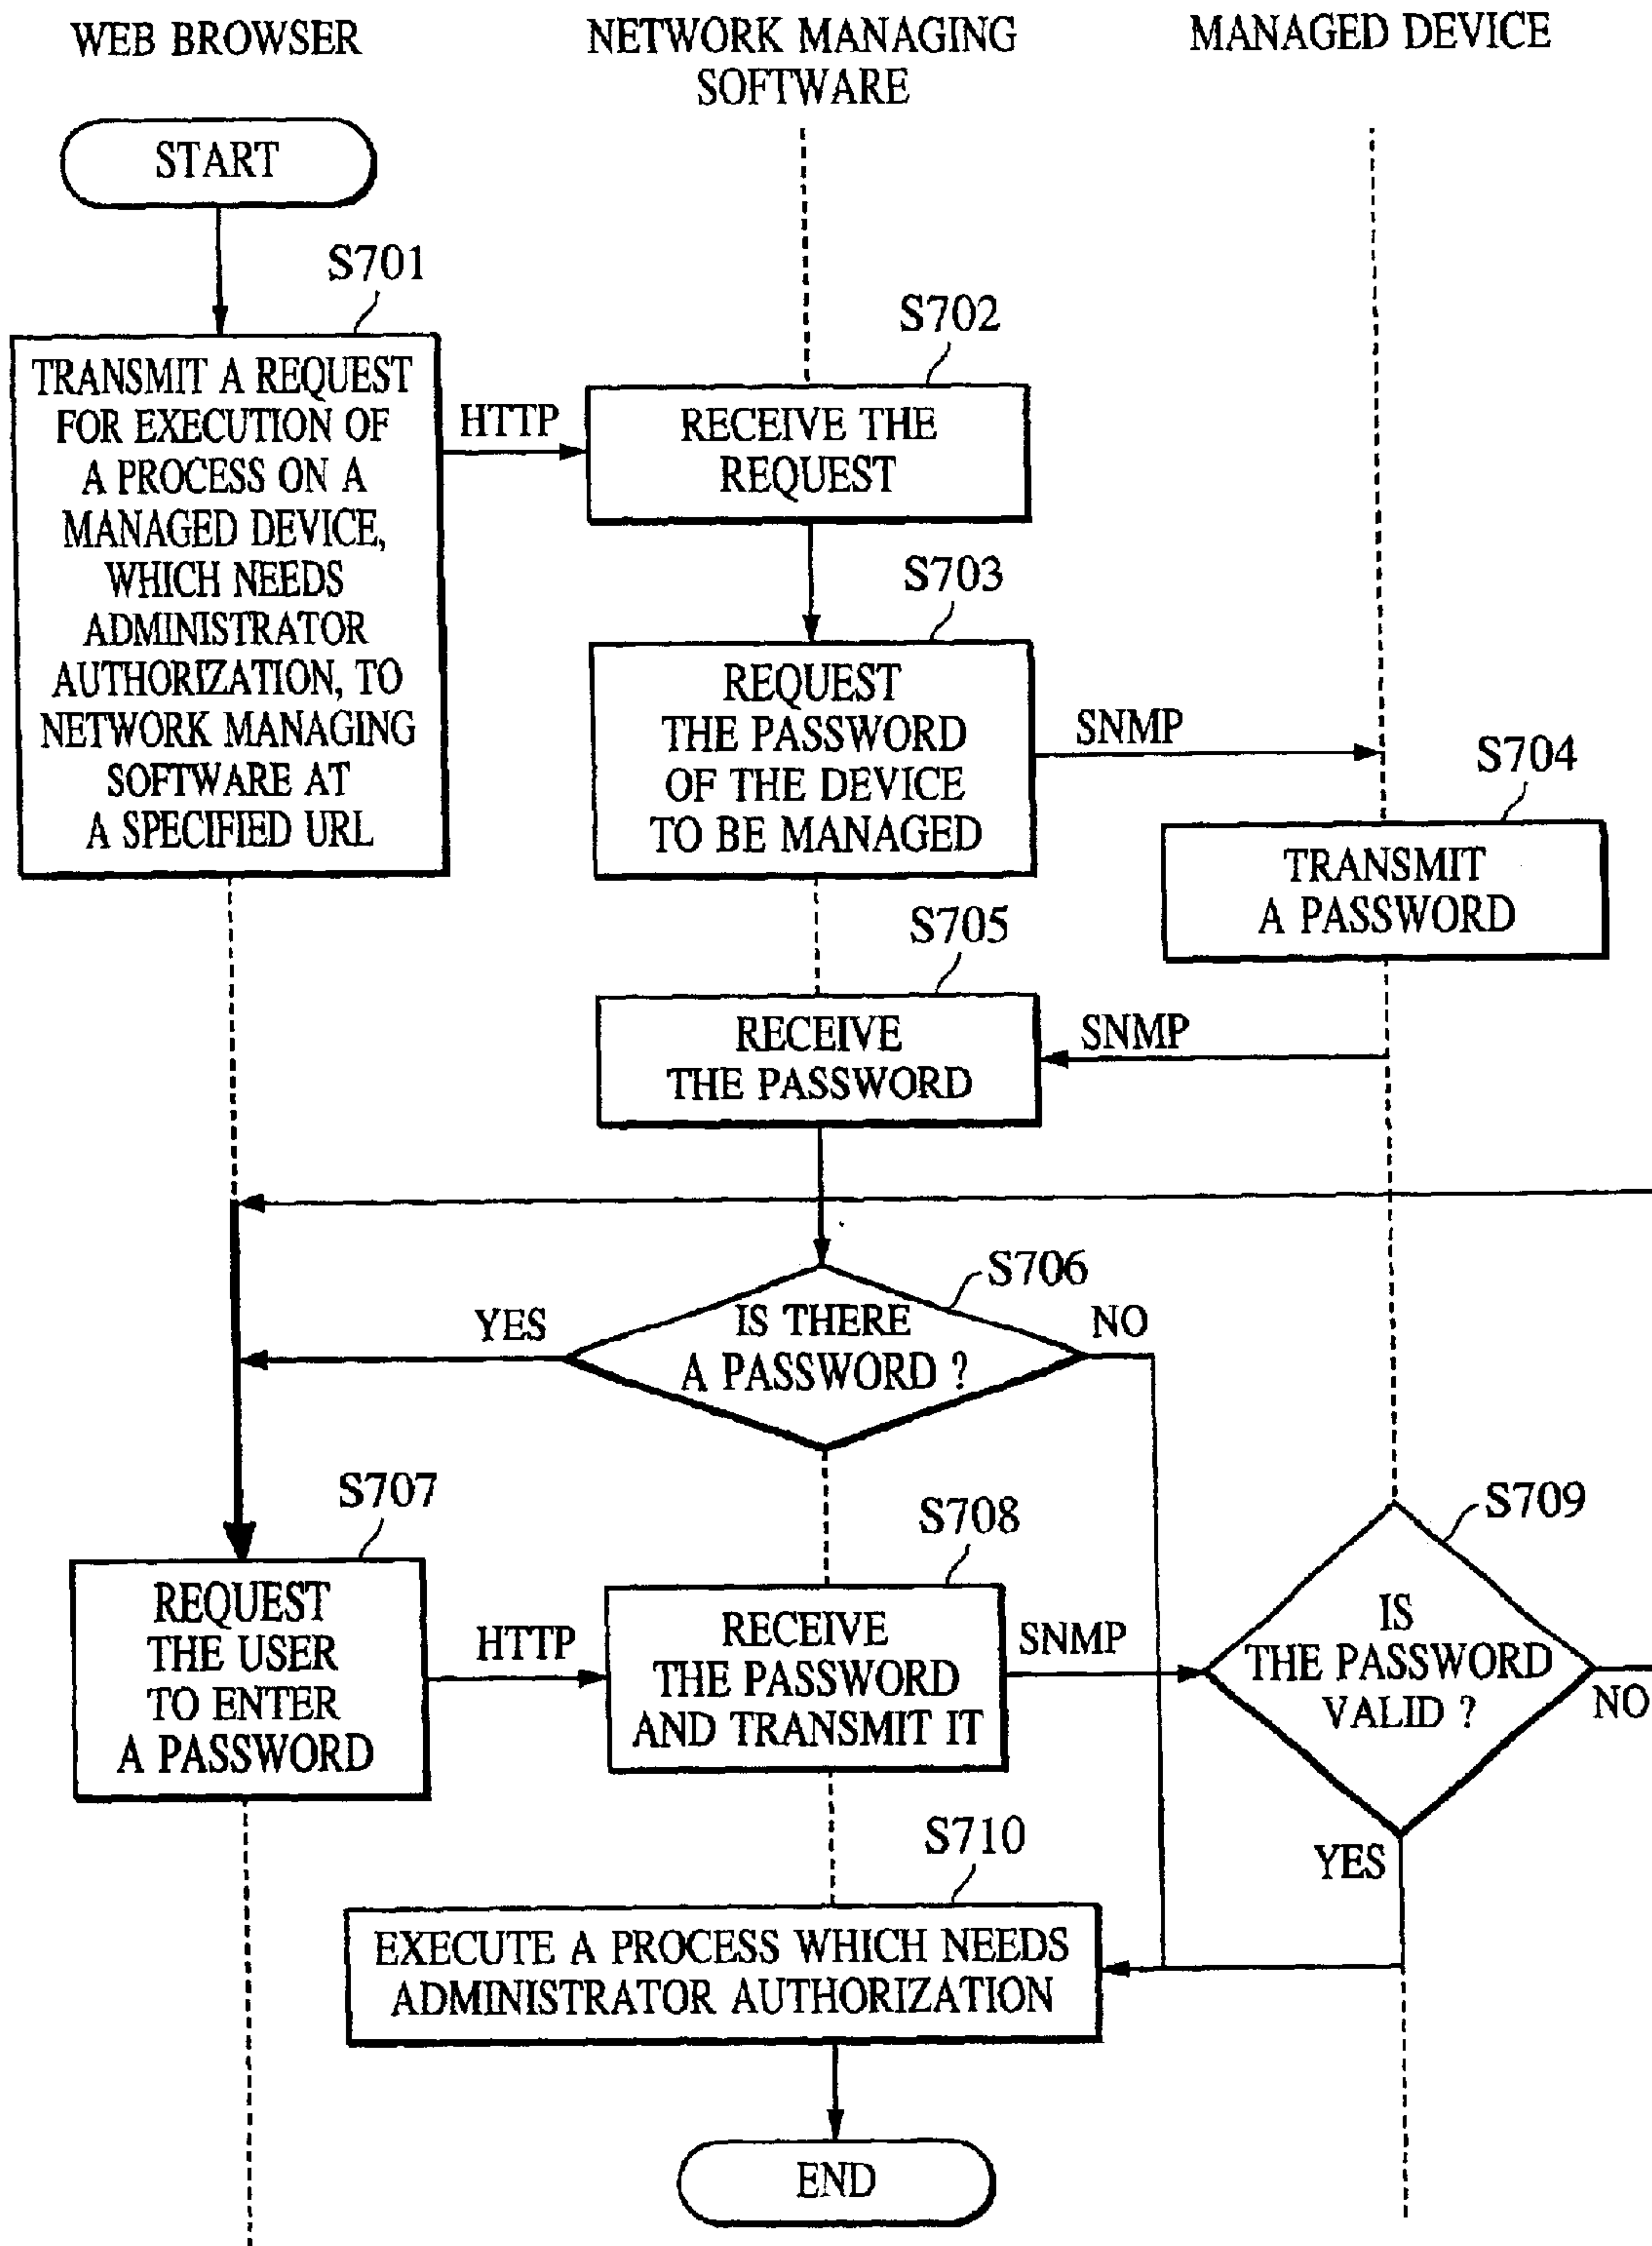 WEB BROWSER
NETWORK MANAGING
SOFTWARE
MANAGED DEVICE
START
S701
TRANSMIT A REQUEST
FOR EXECUTION OF
A PROCESS ON A
MANAGED DEVICE,
WHICH NEEDS
ADMINISTRATOR
AUTHORIZATION, TO
NETWORK MANAGING
SOFTWARE AT
A SPECIFIED URL
HTTP
S702
RECEIVE THE
REQUEST
S703
REQUEST
THE PASSWORD
OF THE DEVICE
TO BE MANAGED
SNMP
S704
TRANSMIT
A PASSWORD
S705
RECEIVE
THE PASSWORD
SNMP
S706
IS THERE
A PASSWORD ?
YES
NO
S707
REQUEST
THE USER
TO ENTER
A PASSWORD
HTTP
S708
RECEIVE
THE PASSWORD
AND TRANSMIT IT
SNMP
S709
IS
THE PASSWORD
VALID ?
NO
YES
S710
EXECUTE A PROCESS WHICH NEEDS
ADMINISTRATOR AUTHORIZATION
END